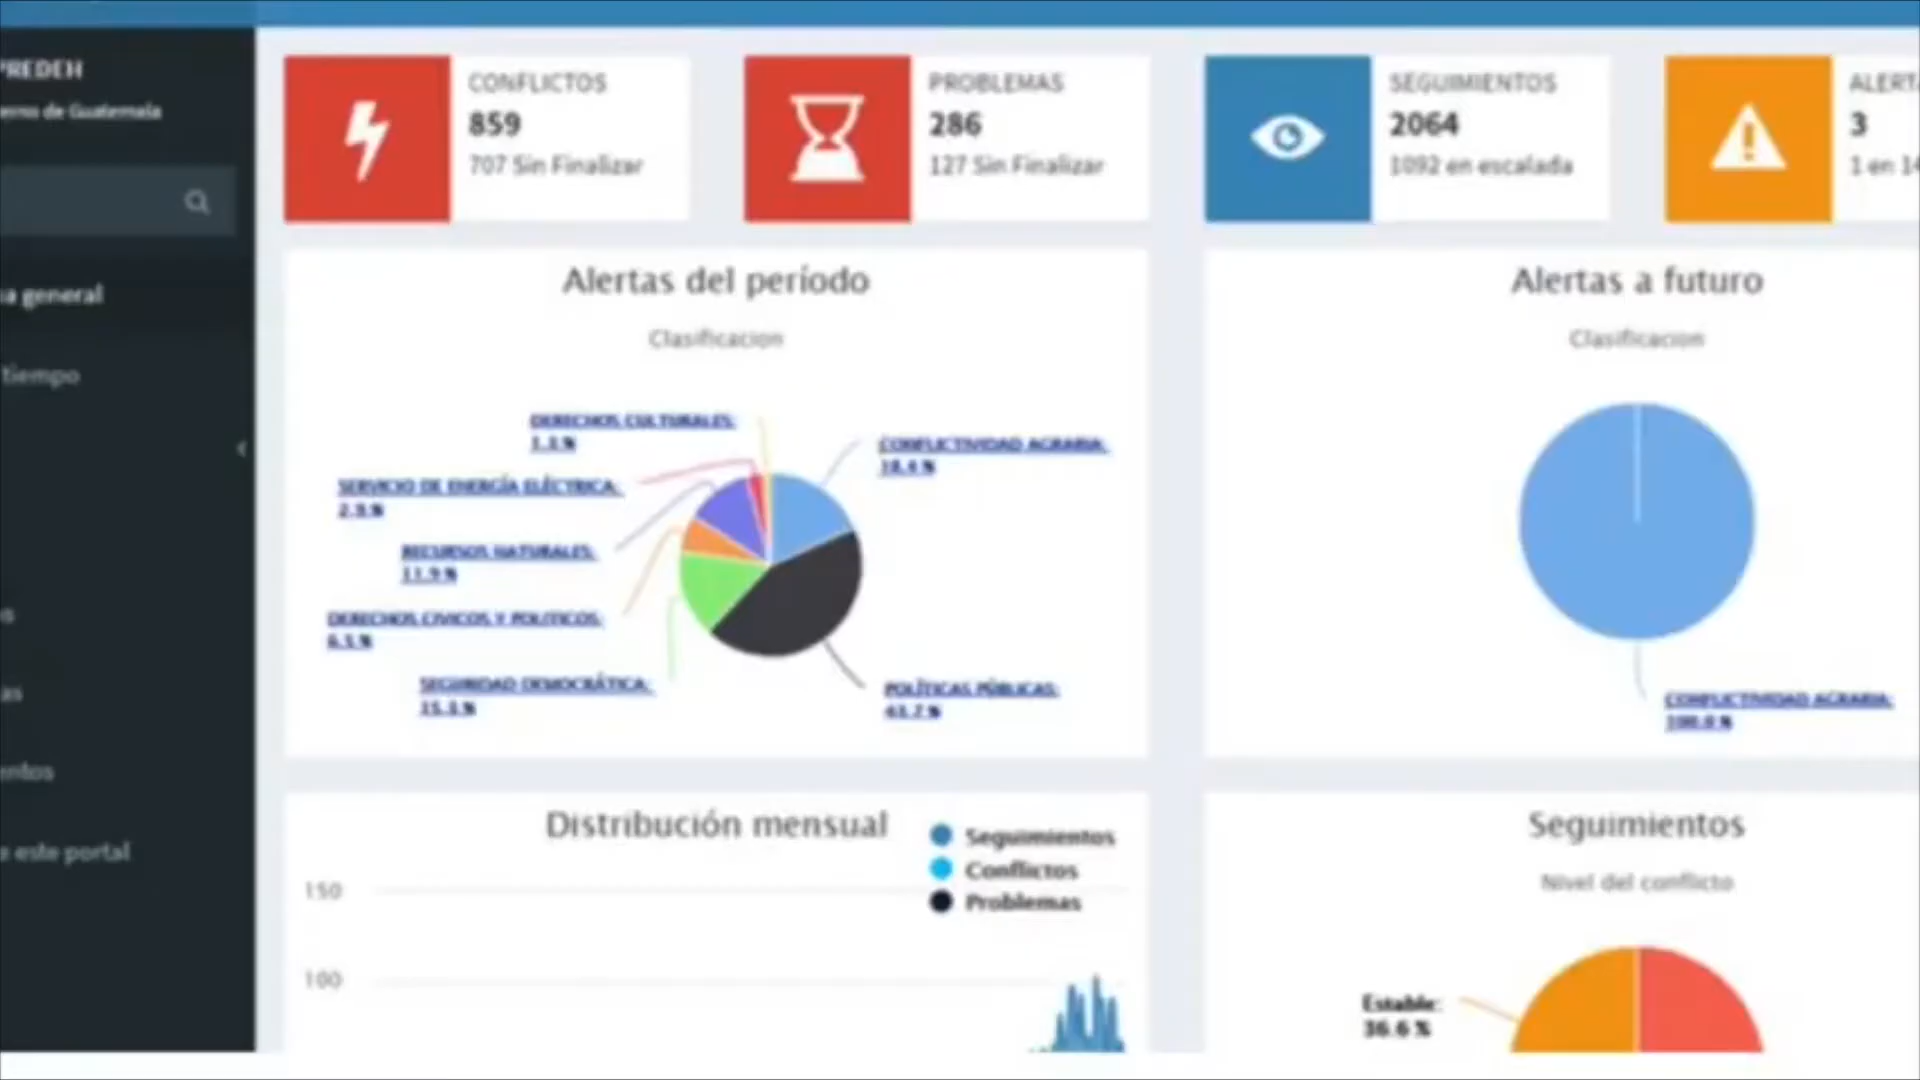 PREDEH
erno de Guatemala
a general
tiempo
entos
e este portal
CONFLICTOS
859
707 Sin Finalizar
PROBLEMAS
286
127 Sin Finalizar
SEGUIMIENTOS
2064
1092 en escalada
ALERTA
3
1 en 14
Alertas del período
Clasificacion
DERECHOS CULTURALES:
1.1 %
CONFLICTIVIDAD AGRARIA:
18.4 %
SERVICIO DE ENERGÍA ELÉCTRICA:
2.9 %
RECURSOS NATURALES:
11.9 %
DERECHOS CIVICOS Y POLITICOS:
6.5 %
SEGURIDAD DEMOCRÁTICA:
15.1 %
POLÍTICAS PÚBLICAS:
43.7 %
Alertas a futuro
Clasificacion
CONFLICTIVIDAD AGRARIA:
100.0 %
Distribución mensual
Seguimientos
Conflictos
Problemas
150
100
Seguimientos
Nivel del conflicto
Estable:
36.6 %